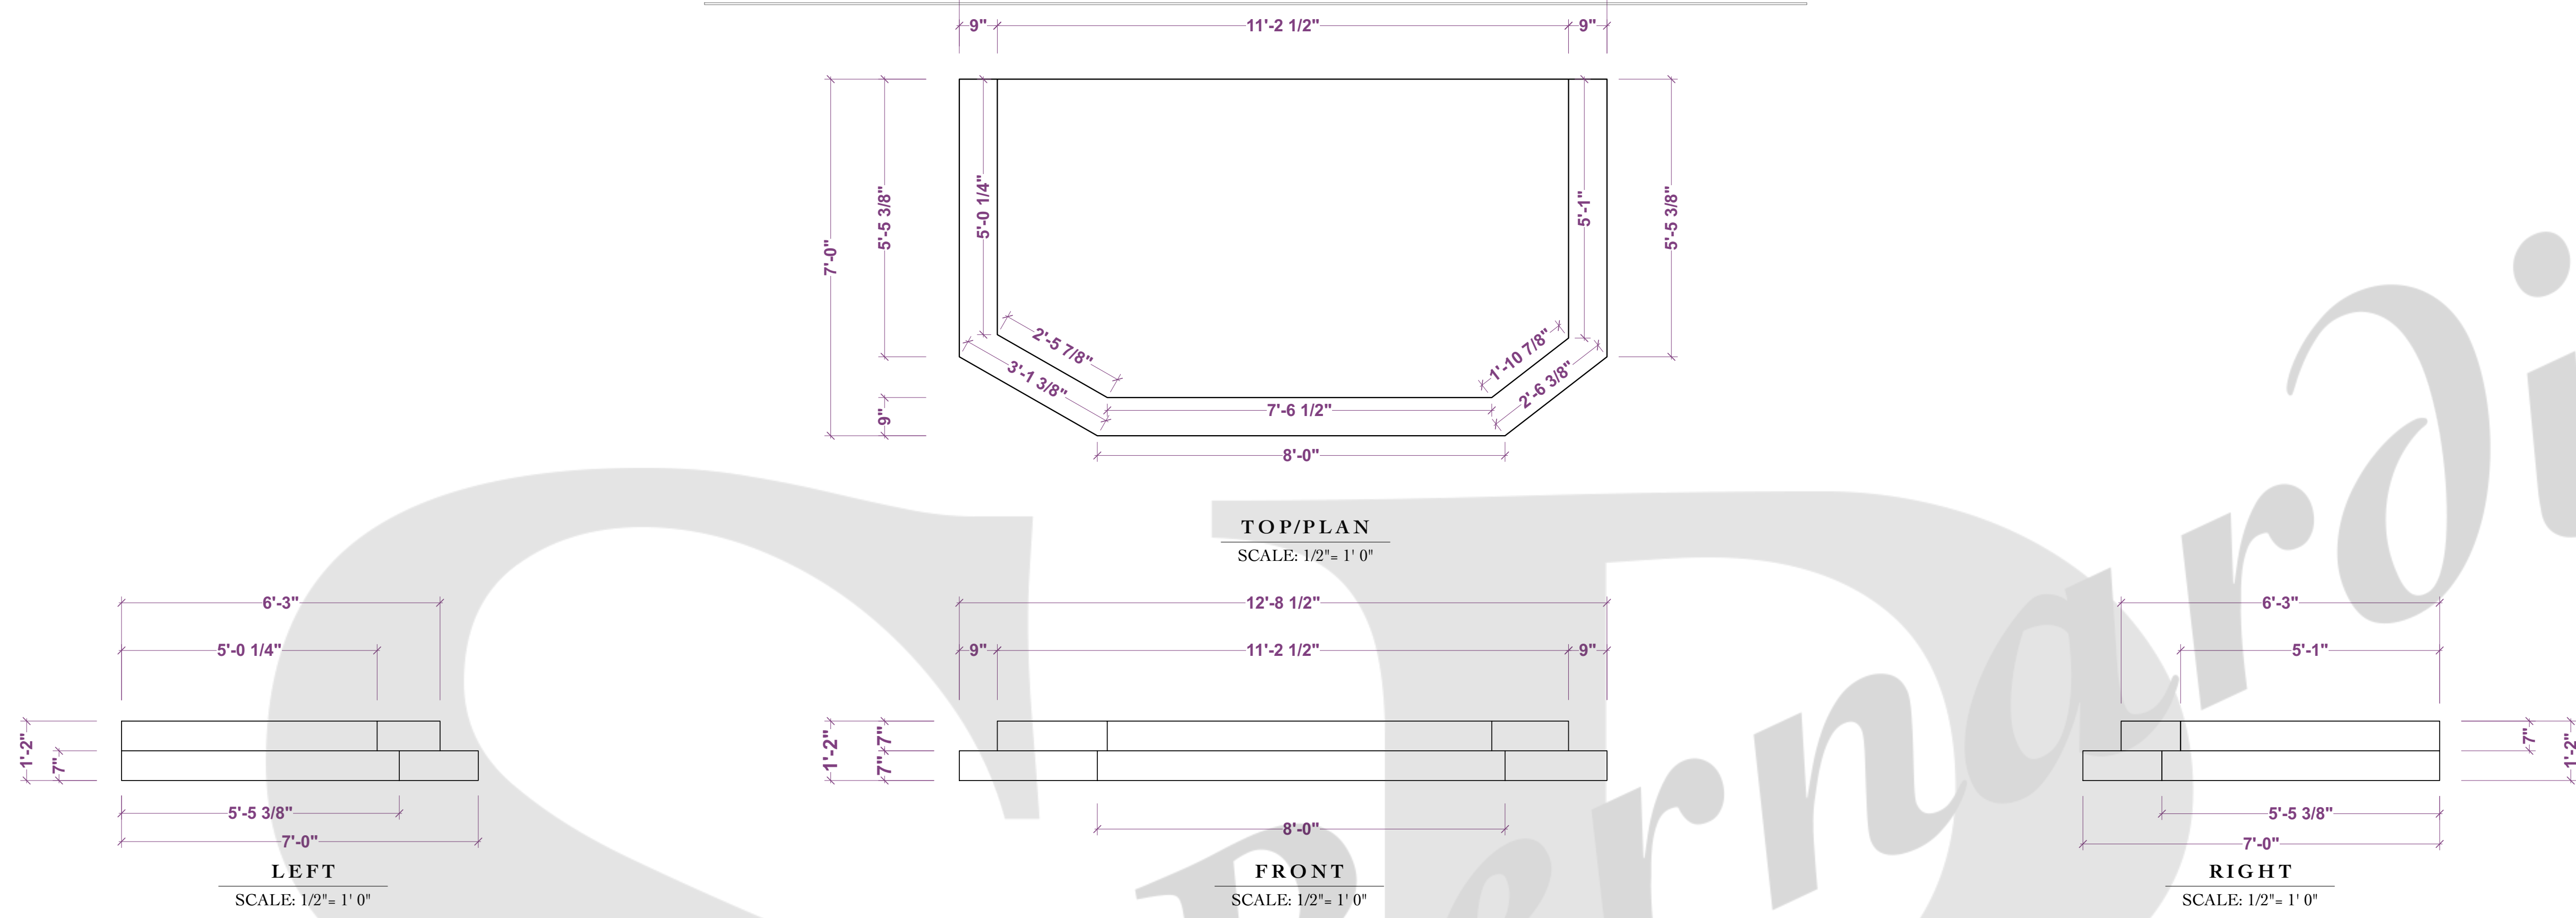 9" 11'-2 1/2" 9"
7'-0" 5'-5 3/8" 5'-0 1/4" 5'-1" 5'-5 3/8"
2'-5 7/8" 1'-10 7/8"
3'-1 3/8" 2'-6 3/8"
9" 7'-6 1/2"
8'-0"
TOP/PLAN
SCALE: 1/2"= 1' 0"
6'-3"
5'-0 1/4"
1'-2" 7"
5'-5 3/8"
7'-0"
LEFT
SCALE: 1/2"= 1' 0"
12'-8 1/2"
9" 11'-2 1/2" 9"
1'-2" 7" 7"
8'-0"
FRONT
SCALE: 1/2"= 1' 0"
6'-3"
5'-1"
7" 1'-2"
5'-5 3/8"
7'-0"
RIGHT
SCALE: 1/2"= 1' 0"